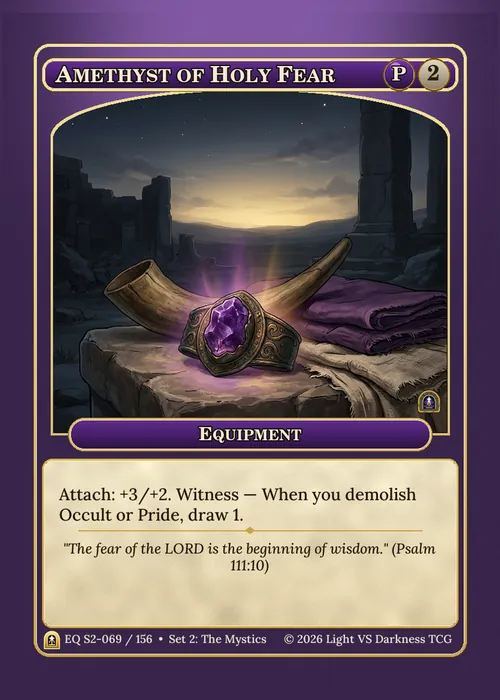 Amethyst of Holy Fear P 2
Equipment
Attach: +3/+2. Witness — When you demolish
Occult or Pride, draw 1.
"The fear of the LORD is the beginning of wisdom." (Psalm
111:10)
EQ S2-069 / 156 • Set 2: The Mystics © 2026 Light VS Darkness TCG